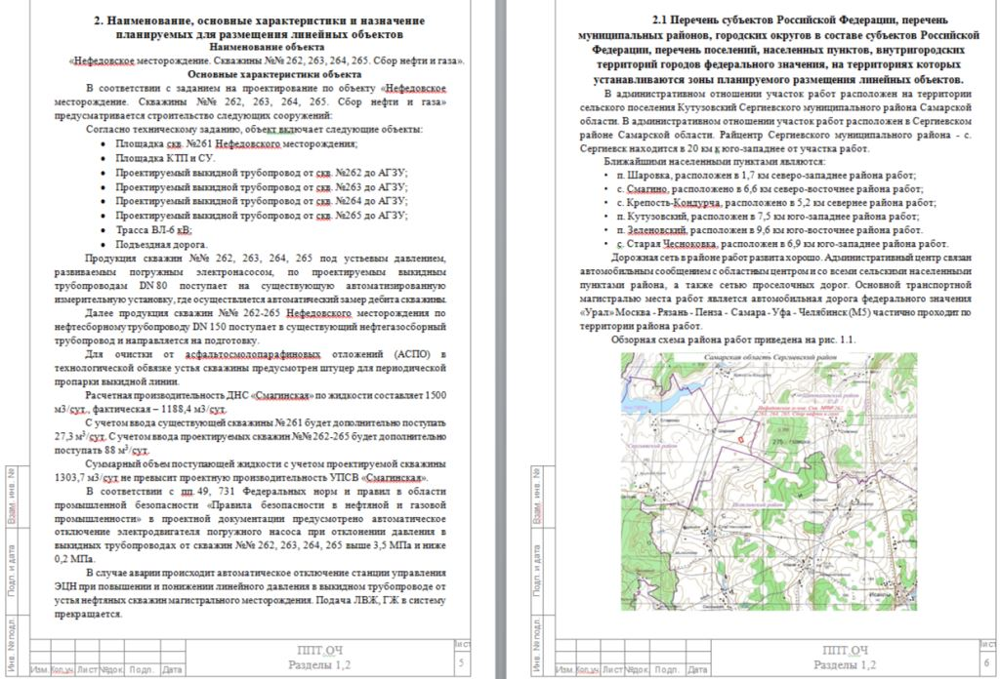 2. Наименование, основные характеристики и назначение
планируемых для размещения линейных объектов
Наименование объекта
«Нефедовское месторождение. Скважины №№ 262, 263, 264, 265. Сбор нефти и газа».
Основные характеристики объекта
В соответствии с заданием на проектирование по объекту «Нефедовское
месторождение. Скважины №№ 262, 263, 264, 265. Сбор нефти и газа»
предусматривается строительство следующих сооружений:
Согласно техническому заданию, объект включает следующие объекты:
• Площадка скв. №261 Нефедовского месторождения;
• Площадка КТП и СУ.
• Проектируемый выкидной трубопровод от скв. №262 до АГЗУ;
• Проектируемый выкидной трубопровод от скв. №263 до АГЗУ;
• Проектируемый выкидной трубопровод от скв. №264 до АГЗУ;
• Проектируемый выкидной трубопровод от скв. №265 до АГЗУ;
• Трасса ВЛ-6 кВ;
• Подъездная дорога.
Продукция скважин №№ 262, 263, 264, 265 под устьевым давлением,
развиваемым погружным электронасосом, по проектируемым выкидным
трубопроводам DN 80 поступает на существующую автоматизированную
измерительную установку, где осуществляется автоматический замер дебита скважины.
Далее продукция скважин №№ 262-265 Нефедовского месторождения по
нефтесборному трубопроводу DN 150 поступает в существующий нефтегазосборный
трубопровод и направляется на подготовку.
Для очистки от асфальтосмолопарафиновых отложений (АСПО) в
технологической обвязке устья скважины предусмотрен штуцер для периодической
пропарки выкидной линии.
Расчетная производительность ДНС «Смагинская» по жидкости составляет 1500
м3/сут., фактическая – 1188,4 м3/сут.
С учетом ввода существующей скважины № 261 будет дополнительно поступать
27,3 м³/сут. С учетом ввода проектируемых скважин №№ 262-265 будет дополнительно
поступать 88 м³/сут.
Суммарный объем поступающей жидкости с учетом проектируемой скважины
1303,7 м3/сут не превысит проектную производительность УПСВ «Смагинская».
В соответствии с пп. 49, 731 Федеральных норм и правил в области
промышленной безопасности «Правила безопасности в нефтяной и газовой
промышленности» в проектной документации предусмотрено автоматическое
отключение электродвигателя погружного насоса при отклонении давления в
выкидных трубопроводах от скважин №№ 262, 263, 264, 265 выше 3,5 МПа и ниже
0,2 МПа.
В случае аварии происходит автоматическое отключение станции управления
ЭЦН при повышении и понижении линейного давления в выкидном трубопроводе от
устья нефтяных скважин магистрального месторождения. Подача ЛВЖ, ГЖ в систему
прекращается.
Взам. инв. №
Подп. и дата
Инв. № подл.
Изм. Кол.уч Лист №док. Подп. Дата
ППТ.ОЧ
Разделы 1,2
Лист
5
2.1 Перечень субъектов Российской Федерации, перечень
муниципальных районов, городских округов в составе субъектов Российской
Федерации, перечень поселений, населенных пунктов, внутригородских
территорий городов федерального значения, на территориях которых
устанавливаются зоны планируемого размещения линейных объектов.
В административном отношении участок работ расположен на территории
сельского поселения Кутузовский Сергиевского муниципального района Самарской
области. В административном отношении участок работ расположен в Сергиевском
районе Самарской области. Райцентр Сергиевского муниципального района - с.
Сергиевск находится в 20 км к юго-западнее от участка работ.
Ближайшими населенными пунктами являются:
• п. Шаровка, расположен в 1,7 км северо-западнее района работ;
• с. Смагино, расположено в 6,6 км северо-восточнее района работ;
• с. Крепость-Кондурча, расположено в 5,2 км севернее района работ;
• п. Кутузовский, расположен в 7,5 км юго-западнее района работ;
• п. Зеленовский, расположен в 9,6 км юго-восточнее района работ.
• с. Старая Чесноковка, расположен в 6,9 км юго-западнее района работ.
Дорожная сеть в районе работ развита хорошо. Административный центр связан
автомобильным сообщением с областным центром и со всеми сельскими населенными
пунктами района, а также сетью проселочных дорог. Основной транспортной
магистралью места работ является автомобильная дорога федерального значения
«Урал» Москва - Рязань - Пенза - Самара - Уфа - Челябинск (М5) частично проходит по
территории района работ.
Обзорная схема района работ приведена на рис. 1.1.
Самарская область Сергиевский район
Взам. инв. №
Подп. и дата
Инв. № подл.
Изм. Кол.уч Лист №док. Подп. Дата
ППТ.ОЧ
Разделы 1,2
Лист
6